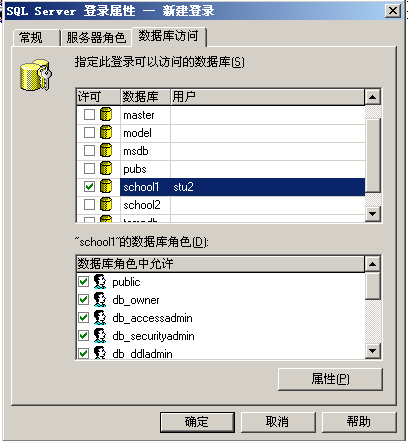 SQL Server 登录属性 — 新建登录
常规 服务器角色 数据库访问
指定此登录可以访问的数据库(S)
许可 数据库 用户
master
model
msdb
pubs
school1 stu2
school2
tempdb
"school1"的数据库角色(D):
数据库角色中允许
public
db_owner
db_accessadmin
db_securityadmin
db_ddladmin
属性(P)
确定 取消 帮助